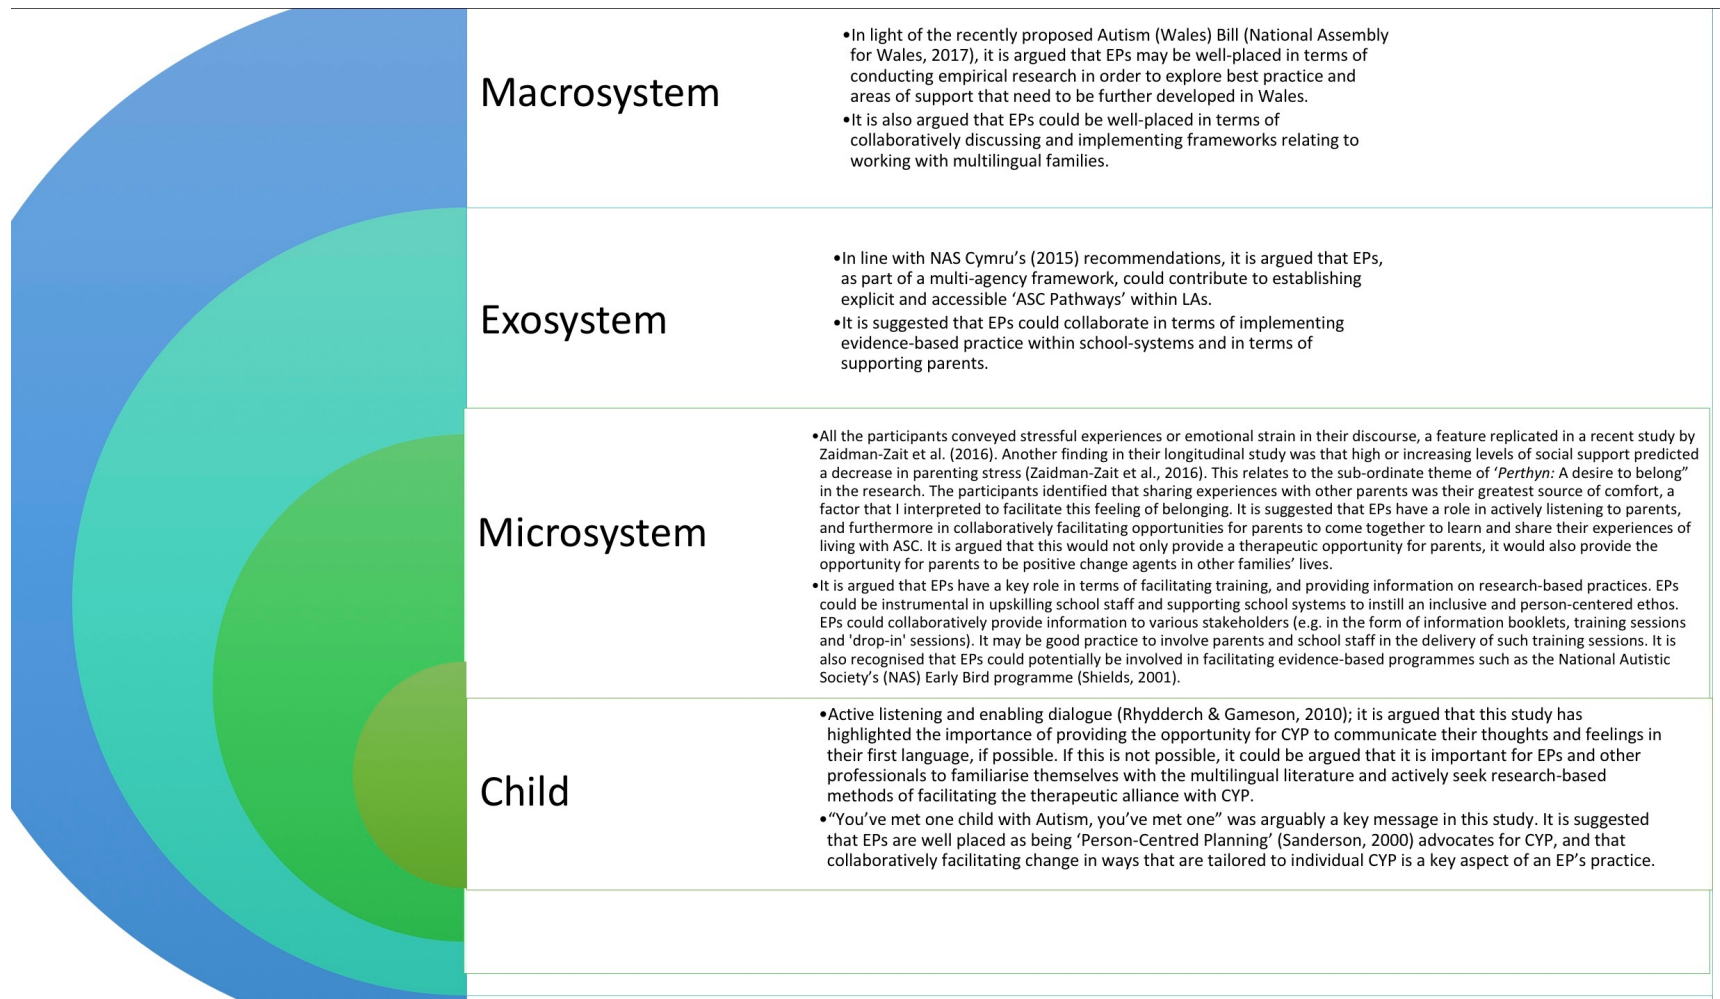 Macrosystem
•In light of the recently proposed Autism (Wales) Bill (National Assembly
for Wales, 2017), it is argued that EPs may be well-placed in terms of
conducting empirical research in order to explore best practice and
areas of support that need to be further developed in Wales.
•It is also argued that EPs could be well-placed in terms of
collaboratively discussing and implementing frameworks relating to
working with multilingual families.
Exosystem
•In line with NAS Cymru’s (2015) recommendations, it is argued that EPs,
as part of a multi-agency framework, could contribute to establishing
explicit and accessible ‘ASC Pathways’ within LAs.
•It is suggested that EPs could collaborate in terms of implementing
evidence-based practice within school-systems and in terms of
supporting parents.
Microsystem
•All the participants conveyed stressful experiences or emotional strain in their discourse, a feature replicated in a recent study by
Zaidman-Zait et al. (2016). Another finding in their longitudinal study was that high or increasing levels of social support predicted
a decrease in parenting stress (Zaidman-Zait et al., 2016). This relates to the sub-ordinate theme of ‘Perthyn: A desire to belong”
in the research. The participants identified that sharing experiences with other parents was their greatest source of comfort, a
factor that I interpreted to facilitate this feeling of belonging. It is suggested that EPs have a role in actively listening to parents,
and furthermore in collaboratively facilitating opportunities for parents to come together to learn and share their experiences of
living with ASC. It is argued that this would not only provide a therapeutic opportunity for parents, it would also provide the
opportunity for parents to be positive change agents in other families’ lives.
•It is argued that EPs have a key role in terms of facilitating training, and providing information on research-based practices. EPs
could be instrumental in upskilling school staff and supporting school systems to instill an inclusive and person-centered ethos.
EPs could collaboratively provide information to various stakeholders (e.g. in the form of information booklets, training sessions
and 'drop-in' sessions). It may be good practice to involve parents and school staff in the delivery of such training sessions. It is
also recognised that EPs could potentially be involved in facilitating evidence-based programmes such as the National Autistic
Society’s (NAS) Early Bird programme (Shields, 2001).
Child
•Active listening and enabling dialogue (Rhydderch & Gameson, 2010); it is argued that this study has
highlighted the importance of providing the opportunity for CYP to communicate their thoughts and feelings in
their first language, if possible. If this is not possible, it could be argued that it is important for EPs and other
professionals to familiarise themselves with the multilingual literature and actively seek research-based
methods of facilitating the therapeutic alliance with CYP.
•“You’ve met one child with Autism, you’ve met one” was arguably a key message in this study. It is suggested
that EPs are well placed as being ‘Person-Centred Planning’ (Sanderson, 2000) advocates for CYP, and that
collaboratively facilitating change in ways that are tailored to individual CYP is a key aspect of an EP’s practice.